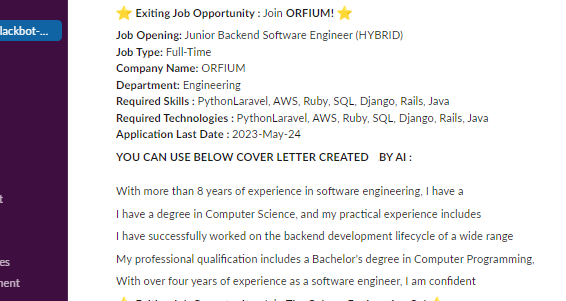 lackbot-...
⭐ Exiting Job Opportunity : Join ORFIUM! ⭐
Job Opening: Junior Backend Software Engineer (HYBRID)
Job Type: Full-Time
Company Name: ORFIUM
Department: Engineering
Required Skills : PythonLaravel, AWS, Ruby, SQL, Django, Rails, Java
Required Technologies : PythonLaravel, AWS, Ruby, SQL, Django, Rails, Java
Application Last Date : 2023-May-24
YOU CAN USE BELOW COVER LETTER CREATED BY AI :
With more than 8 years of experience in software engineering, I have a
t
I have a degree in Computer Science, and my practical experience includes
I have successfully worked on the backend development lifecycle of a wide range
es
My professional qualification includes a Bachelor's degree in Computer Programming,
ment
With over four years of experience as a software engineer, I am confident